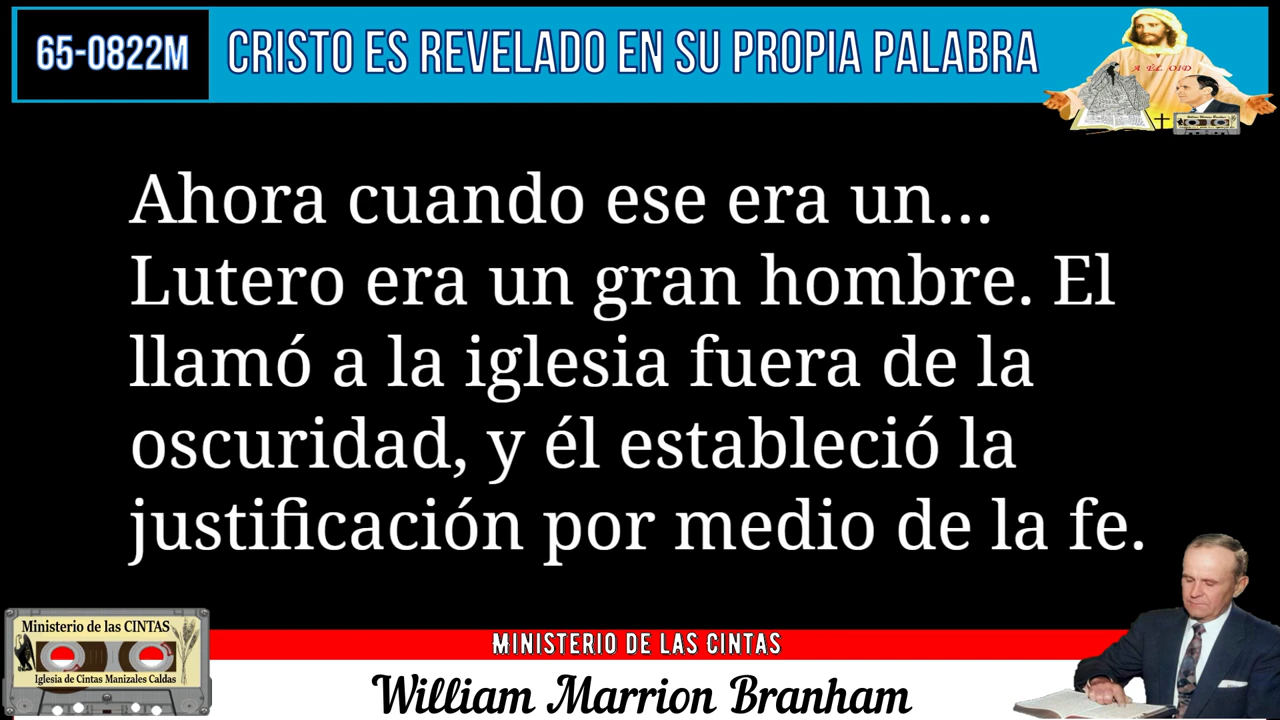 65-0822M
CRISTO ES REVELADO EN SU PROPIA PALABRA
A ÉL OID
Ahora cuando ese era un...
Lutero era un gran hombre. El
llamó a la iglesia fuera de la
oscuridad, y él estableció la
justificación por medio de la fe.
Ministerio de las CINTAS
Iglesia de Cintas Manizales Caldas
MINISTERIO DE LAS CINTAS
William Marrion Branham